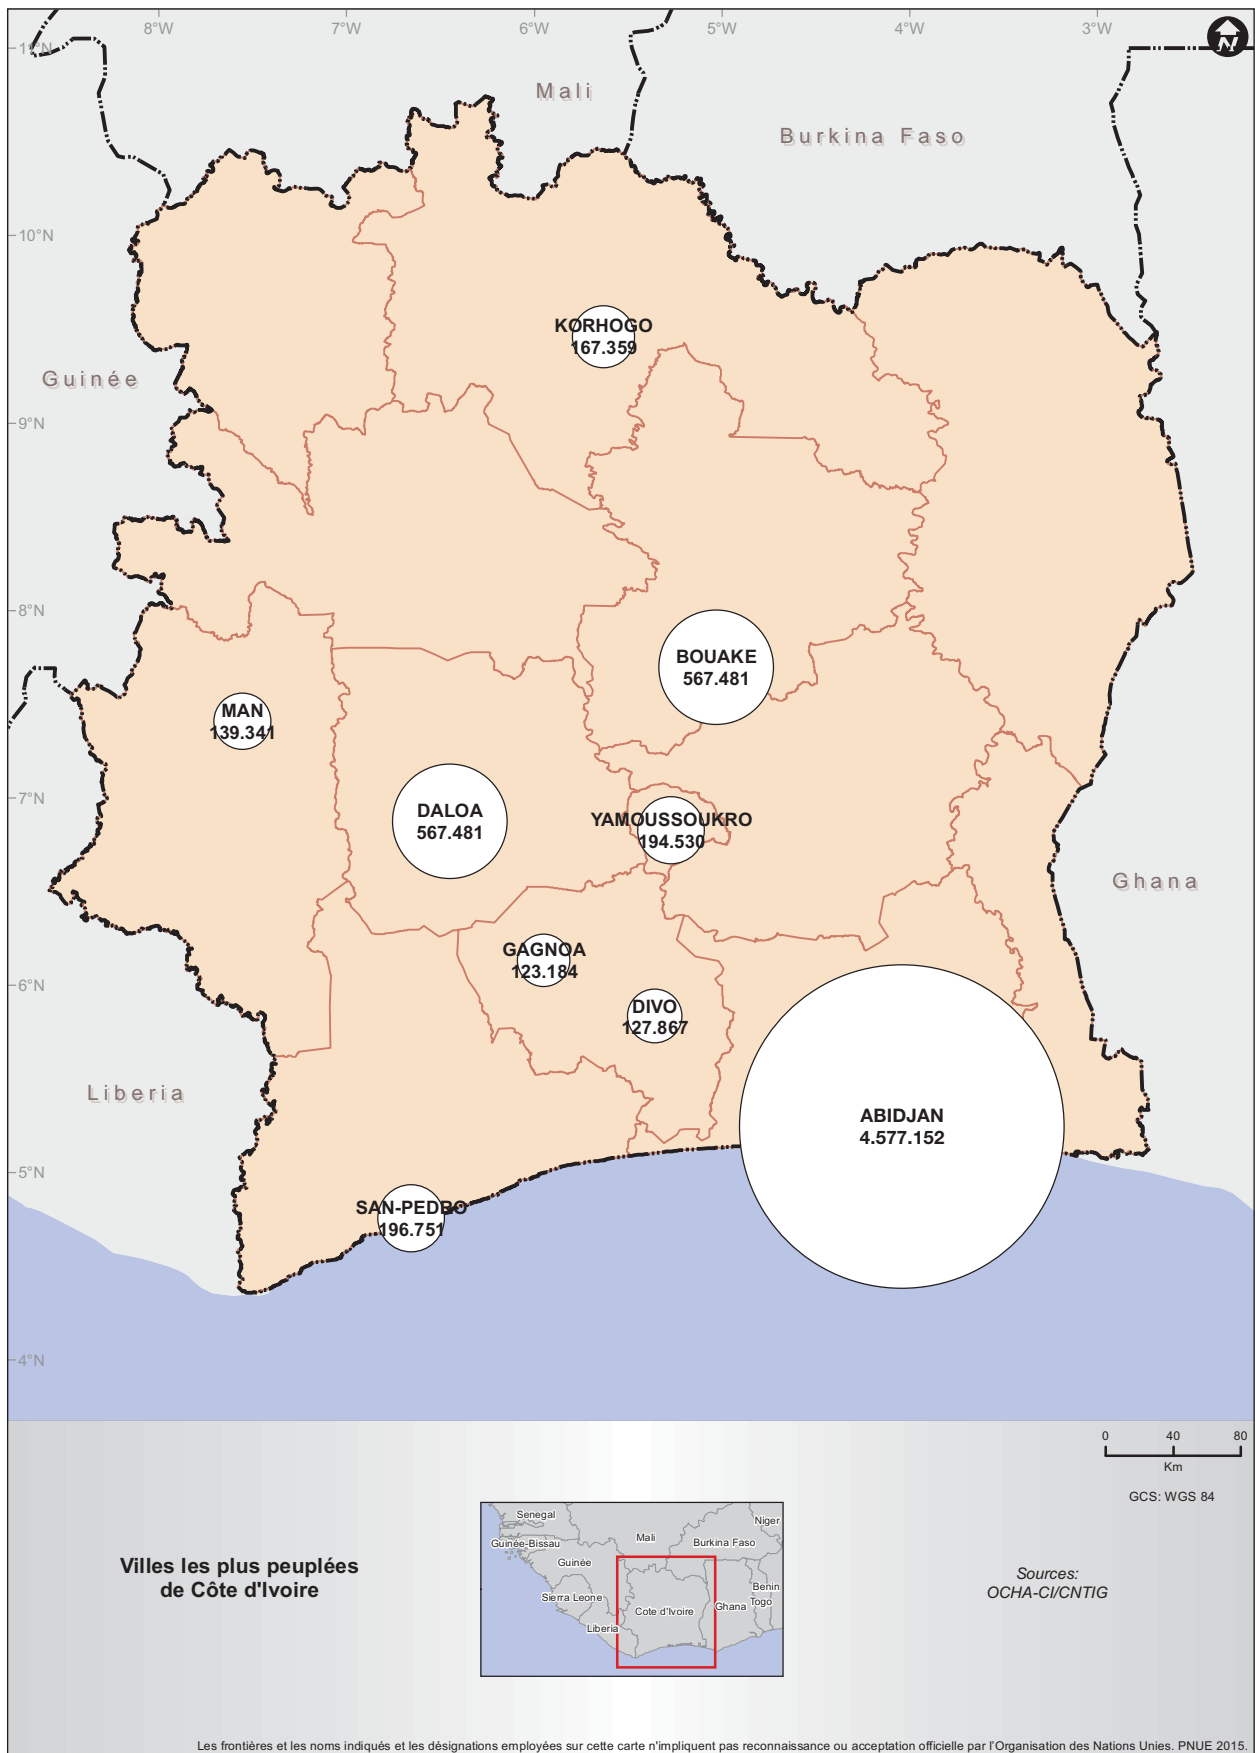 8°W 7°W 6°W 5°W 4°W 3°W
N
11°N
Mali
Burkina Faso
10°N
KORHOGO
167.359
Guinée
9°N
8°N
BOUAKE
567.481
MAN
139.341
7°N
DALOA
567.481
YAMOUSSOUKRO
194.530
Ghana
GAGNOA
123.184
6°N
DIVO
127.867
Liberia
ABIDJAN
4.577.152
5°N
SAN-PEDRO
196.751
4°N
0 40 80
Km
GCS: WGS 84
Villes les plus peuplées
de Côte d'Ivoire
Senegal
Niger
Mali
Burkina Faso
Guinée-Bissau
Guinée
Benin
Sierra Leone
Togo
Ghana
Cote d'Ivoire
Liberia
Sources:
OCHA-CI/CNTIG
Les frontières et les noms indiqués et les désignations employées sur cette carte n'impliquent pas reconnaissance ou acceptation officielle par l'Organisation des Nations Unies. PNUE 2015.